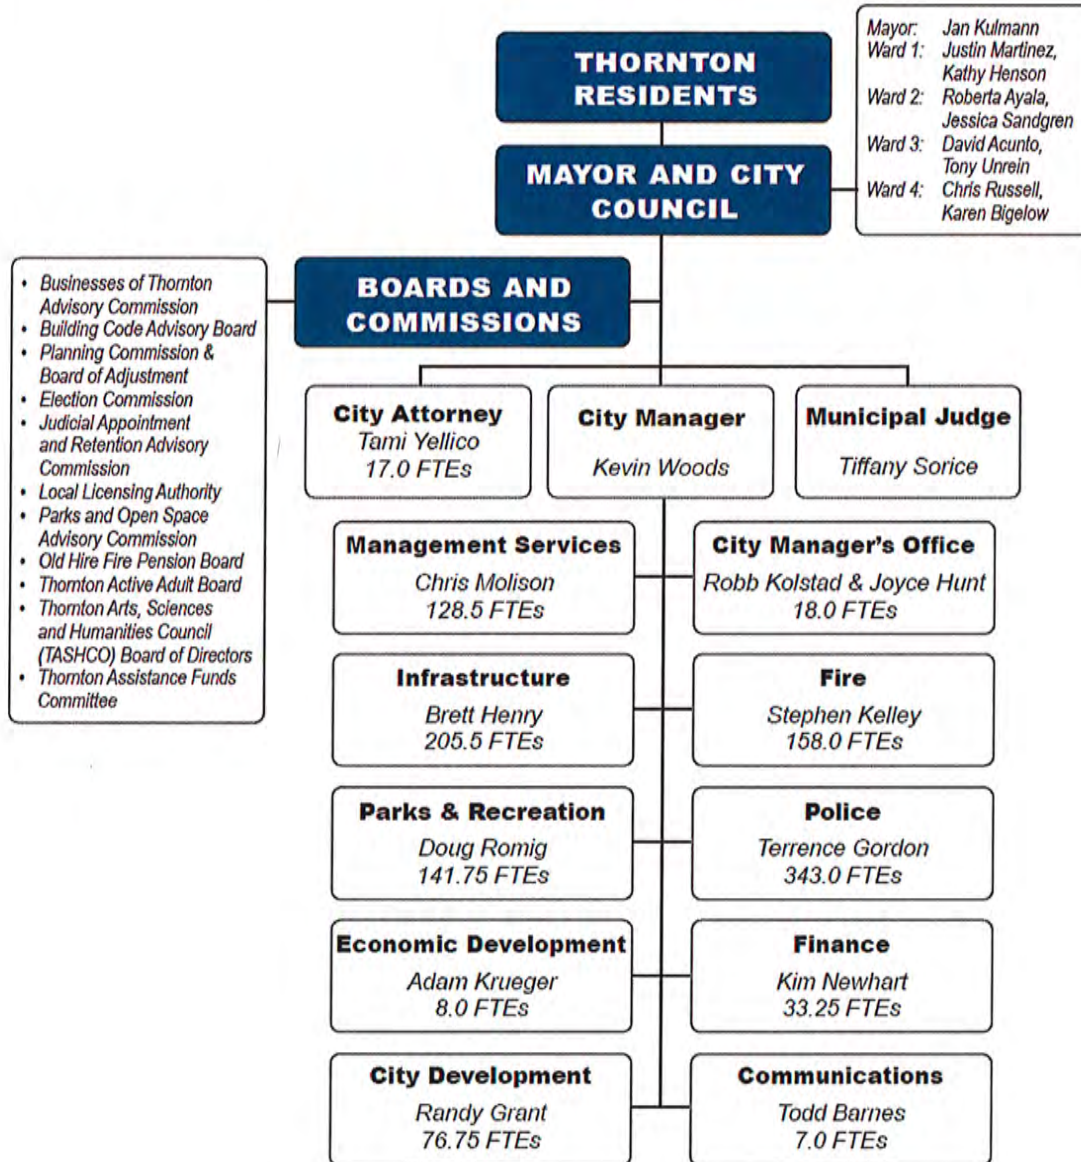 THORNTON
RESIDENTS
MAYOR AND CITY
COUNCIL
Mayor: Jan Kulmann
Ward 1: Justin Martinez,
Kathy Henson
Ward 2: Roberta Ayala,
Jessica Sandgren
Ward 3: David Acunto,
Tony Unrein
Ward 4: Chris Russell,
Karen Bigelow
BOARDS AND
COMMISSIONS
• Businesses of Thornton
Advisory Commission
• Building Code Advisory Board
• Planning Commission &
Board of Adjustment
• Election Commission
• Judicial Appointment
and Retention Advisory
Commission
• Local Licensing Authority
• Parks and Open Space
Advisory Commission
• Old Hire Fire Pension Board
• Thornton Active Adult Board
• Thornton Arts, Sciences
and Humanities Council
(TASHCO) Board of Directors
• Thornton Assistance Funds
Committee
City Attorney
Tami Yellico
17.0 FTEs
City Manager
Kevin Woods
Municipal Judge
Tiffany Sorice
Management Services
Chris Molison
128.5 FTEs
City Manager's Office
Robb Kolstad & Joyce Hunt
18.0 FTEs
Infrastructure
Brett Henry
205.5 FTEs
Fire
Stephen Kelley
158.0 FTEs
Parks & Recreation
Doug Romig
141.75 FTEs
Police
Terrence Gordon
343.0 FTEs
Economic Development
Adam Krueger
8.0 FTEs
Finance
Kim Newhart
33.25 FTEs
City Development
Randy Grant
76.75 FTEs
Communications
Todd Barnes
7.0 FTEs